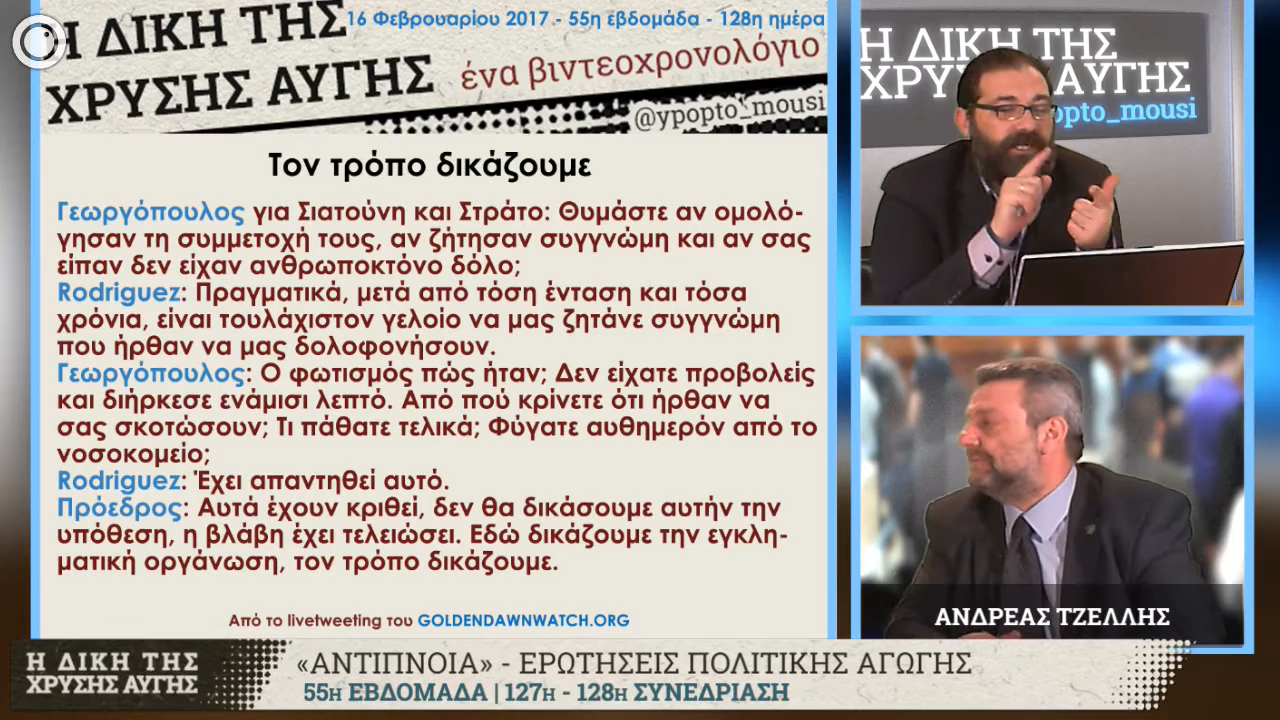 16 Φεβρουαρίου 2017 - 55η εβδομάδα - 128η ημέρα
Η ΔΙΚΗ ΤΗΣ
ΧΡΥΣΗΣ ΑΥΓΗΣ
ένα βιντεοχρονολόγιο
@ypopto_mousi
Τον τρόπο δικάζουμε
Γεωργόπουλος για Σιατούνη και Στράτο: Θυμάστε αν ομολό-
γησαν τη συμμετοχή τους, αν ζήτησαν συγγνώμη και αν σας
είπαν δεν είχαν ανθρωποκτόνο δόλο;
Rodriguez: Πραγματικά, μετά από τόση ένταση και τόσα
χρόνια, είναι τουλάχιστον γελοίο να μας ζητάνε συγγνώμη
που ήρθαν να μας δολοφονήσουν.
Γεωργόπουλος: Ο φωτισμός πώς ήταν; Δεν είχατε προβολείς
και διήρκεσε ενάμισι λεπτό. Από πού κρίνετε ότι ήρθαν να
σας σκοτώσουν; Τι πάθατε τελικά; Φύγατε αυθημερόν από το
νοσοκομείο;
Rodriguez: Έχει απαντηθεί αυτό.
Πρόεδρος: Αυτά έχουν κριθεί, δεν θα δικάσουμε αυτήν την
υπόθεση, η βλάβη έχει τελειώσει. Εδώ δικάζουμε την εγκλη-
ματική οργάνωση, τον τρόπο δικάζουμε.
Από το livetweeting του GOLDENDAWNWATCH.ORG
Η ΔΙΚΗ ΤΗΣ
ΧΡΥΣΗΣ ΑΥΓΗΣ
opto_mousi
ΑΝΔΡΕΑΣ ΤΖΕΛΛΗΣ
Η ΔΙΚΗ ΤΗΣ
ΧΡΥΣΗΣ ΑΥΓΗΣ
«ΑΝΤΙΠΝΟΙΑ» - ΕΡΩΤΗΣΕΙΣ ΠΟΛΙΤΙΚΗΣ ΑΓΩΓΗΣ
55Η ΕΒΔΟΜΑΔΑ | 127Η - 128Η ΣΥΝΕΔΡΙΑΣΗ